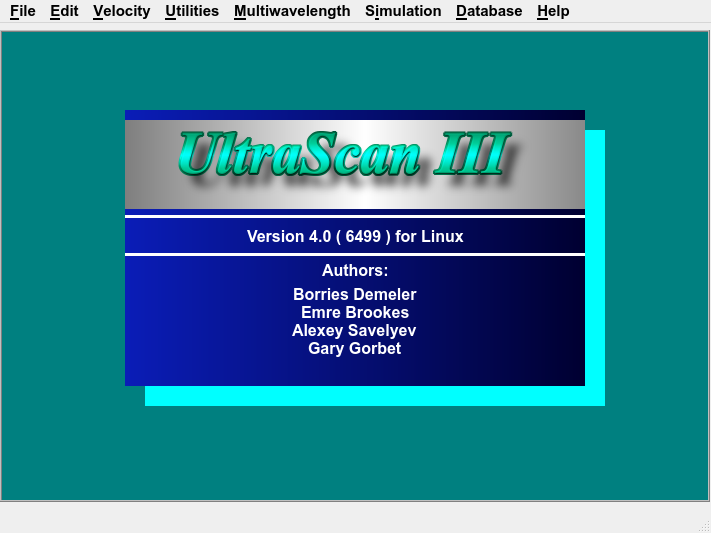 File Edit Velocity Utilities Multiwavelength Simulation Database Help
UltraScan III
Version 4.0 ( 6499 ) for Linux
Authors:
Borries Demeler
Emre Brookes
Alexey Savelyev
Gary Gorbet